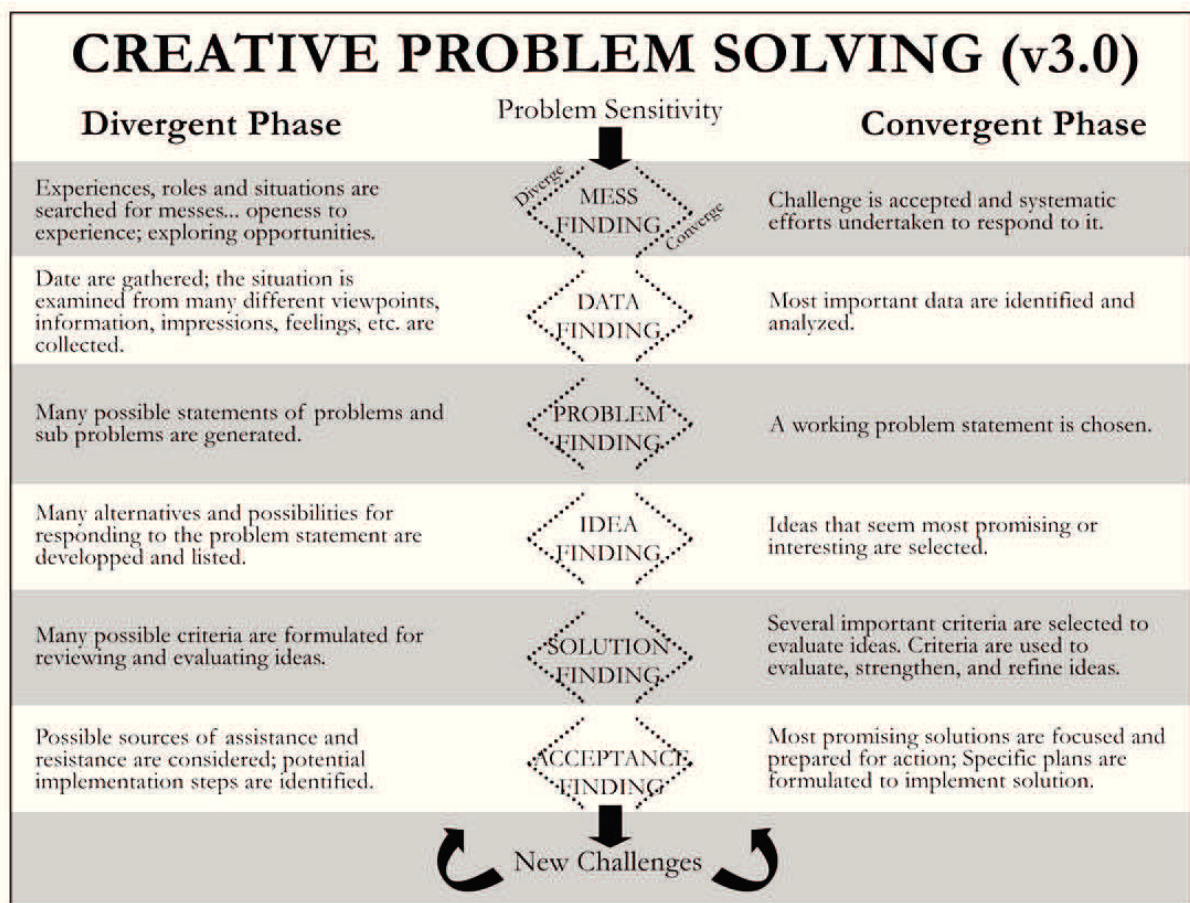 CREATIVE PROBLEM SOLVING (v3.0)
Divergent Phase
Problem Sensitivity
Convergent Phase
Experiences, roles and situations are
searched for messes... openess to
experience; exploring opportunities.
Diverge
MESS
FINDING
Converge
Challenge is accepted and systematic
efforts undertaken to respond to it.
Date are gathered; the situation is
examined from many different viewpoints,
information, impressions, feelings, etc. are
collected.
DATA
FINDING
Most important data are identified and
analyzed.
Many possible statements of problems and
sub problems are generated.
PROBLEM
FINDING
A working problem statement is chosen.
Many alternatives and possibilities for
responding to the problem statement are
developped and listed.
IDEA
FINDING
Ideas that seem most promising or
interesting are selected.
Many possible criteria are formulated for
reviewing and evaluating ideas.
SOLUTION
FINDING
Several important criteria are selected to
evaluate ideas. Criteria are used to
evaluate, strengthen, and refine ideas.
Possible sources of assistance and
resistance are considered; potential
implementation steps are identified.
ACCEPTANCE
FINDING
Most promising solutions are focused and
prepared for action; Specific plans are
formulated to implement solution.
New Challenges